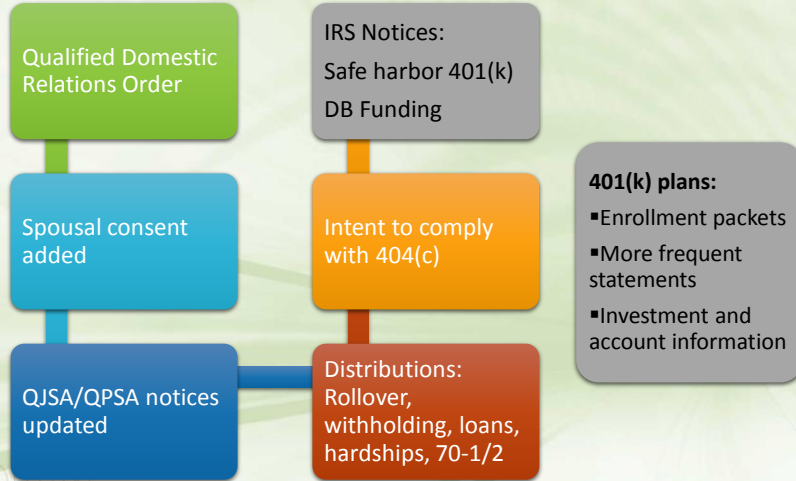 Qualified Domestic
Relations Order
Spousal consent
added
QJSA/QPSA notices
updated
Distributions:
Rollover,
withholding, loans,
hardships, 70-1/2
Intent to comply
with 404(c)
IRS Notices:
Safe harbor 401(k)
DB Funding
401(k) plans:
▪Enrollment packets
▪More frequent
statements
▪Investment and
account information